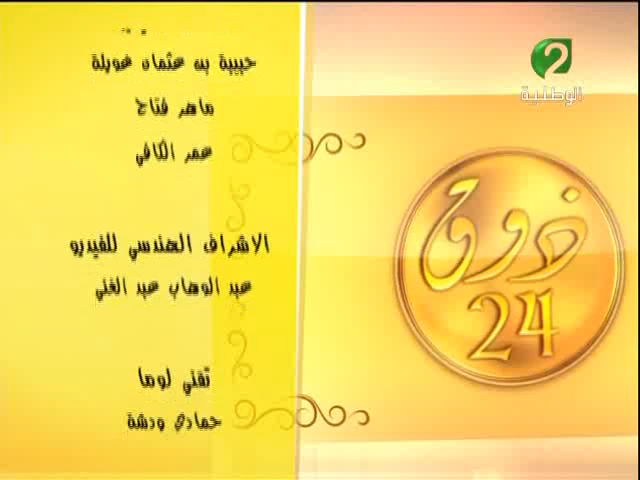 2
الوطنية
حبيبة بن عثمان هويلة
ماهر فتاح
عمر الكافي
الاشراف الهندسي للفيديو
عبد الوهاب عبد الغني
تقني لوما
حمادي ودشة
ذوق
24